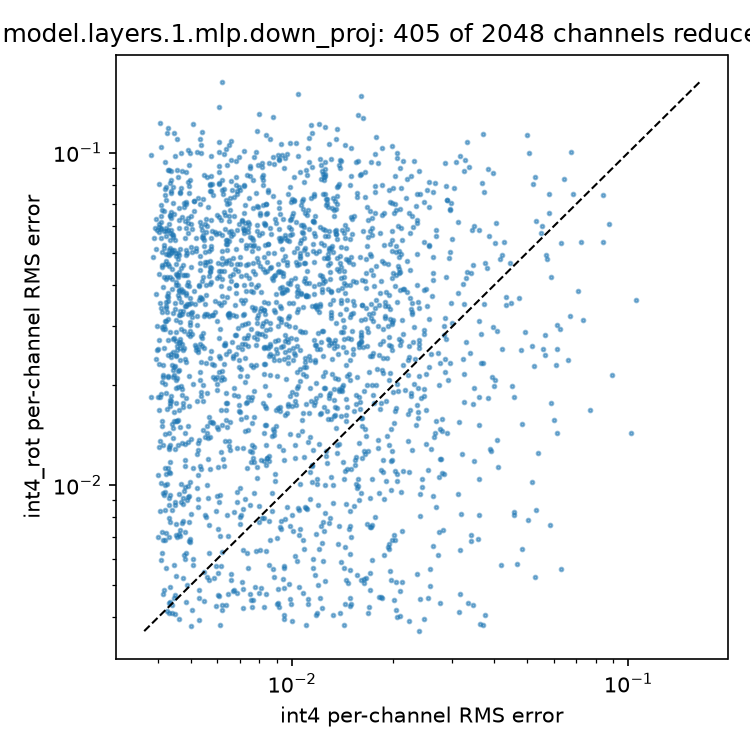 model.layers.1.mlp.down_proj: 405 of 2048 channels reduce
10⁻¹
10⁻²
int4_rot per-channel RMS error
10⁻²
10⁻¹
int4 per-channel RMS error